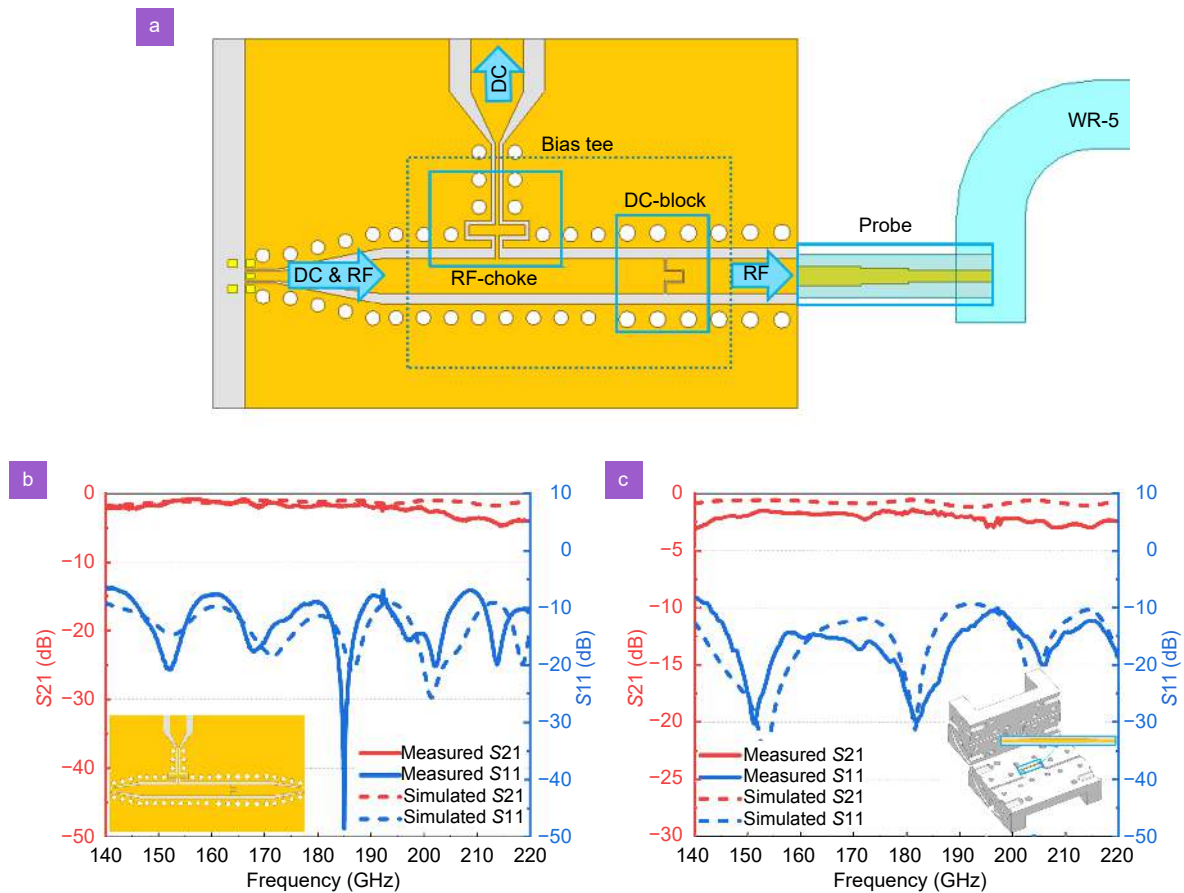 a
DC
WR-5
Bias tee
DC-block
Probe
DC & RF
RF-choke
RF
b
0
−10
−20
−30
−40
−50
S21 (dB)
10
0
−10
−20
−30
−40
−50
S11 (dB)
Measured S21
Measured S11
Simulated S21
Simulated S11
140 150 160 170 180 190 200 210 220
Frequency (GHz)
c
0
−5
−10
−15
−20
−25
−30
S21 (dB)
10
0
−10
−20
−30
−40
−50
S11 (dB)
Measured S21
Measured S11
Simulated S21
Simulated S11
140 150 160 170 180 190 200 210 220
Frequency (GHz)